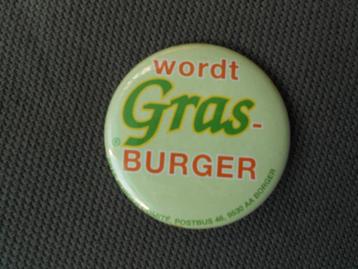 wordt
Gras-
®
BURGER
POSTBUS 46, 9530 AA BORGER